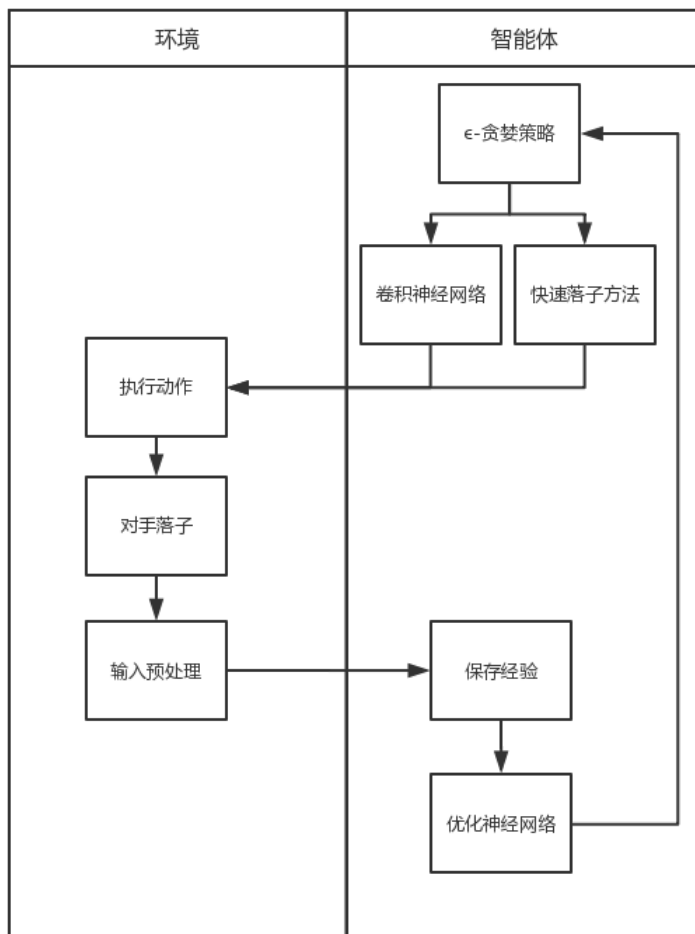 环境
智能体
ϵ-贪婪策略
卷积神经网络
快速落子方法
执行动作
对手落子
输入预处理
保存经验
优化神经网络